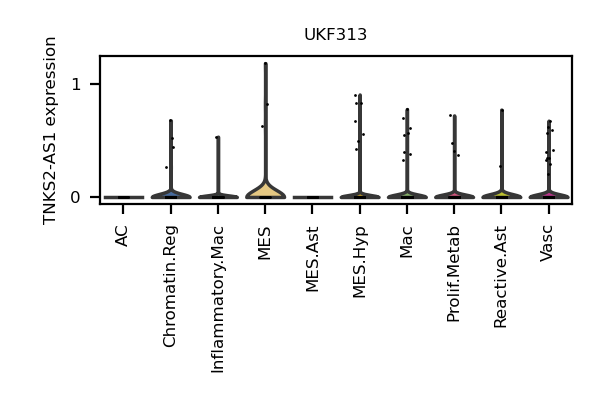 UKF313
TNKS2-AS1 expression
1
0
AC
Chromatin.Reg
Inflammatory.Mac
MES
MES.Ast
MES.Hyp
Mac
Prolif.Metab
Reactive.Ast
Vasc